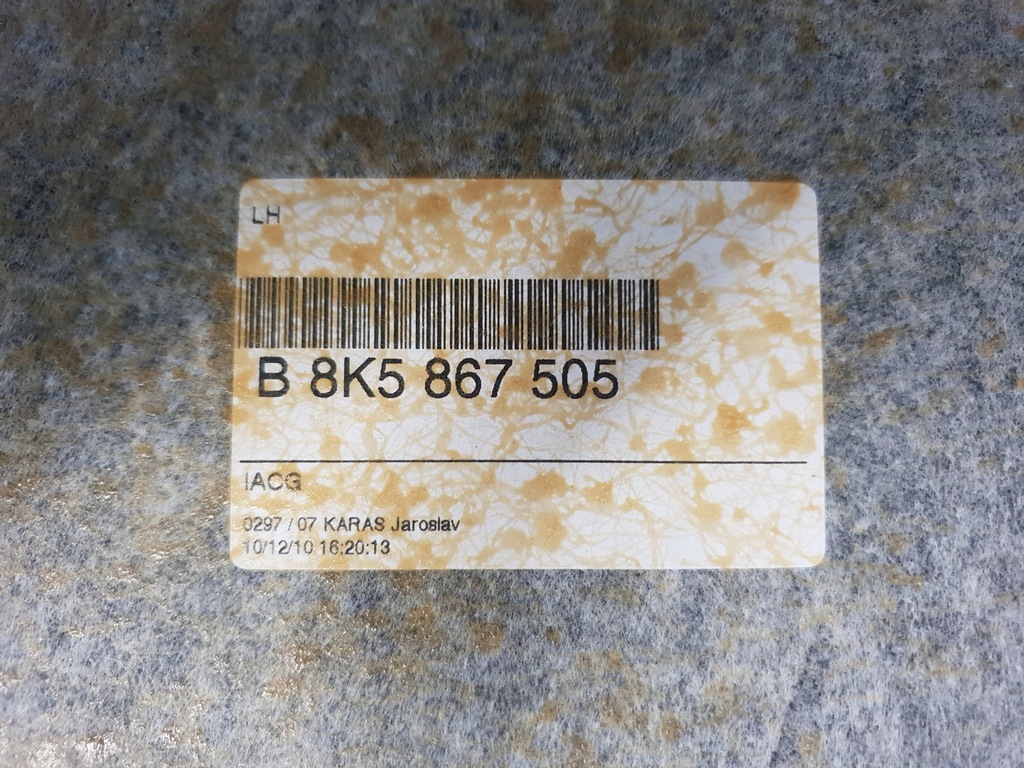 LH
B 8K5 867 505
IACG
0297 / 07 KARAS Jaroslav
10/12/10 16:20:13